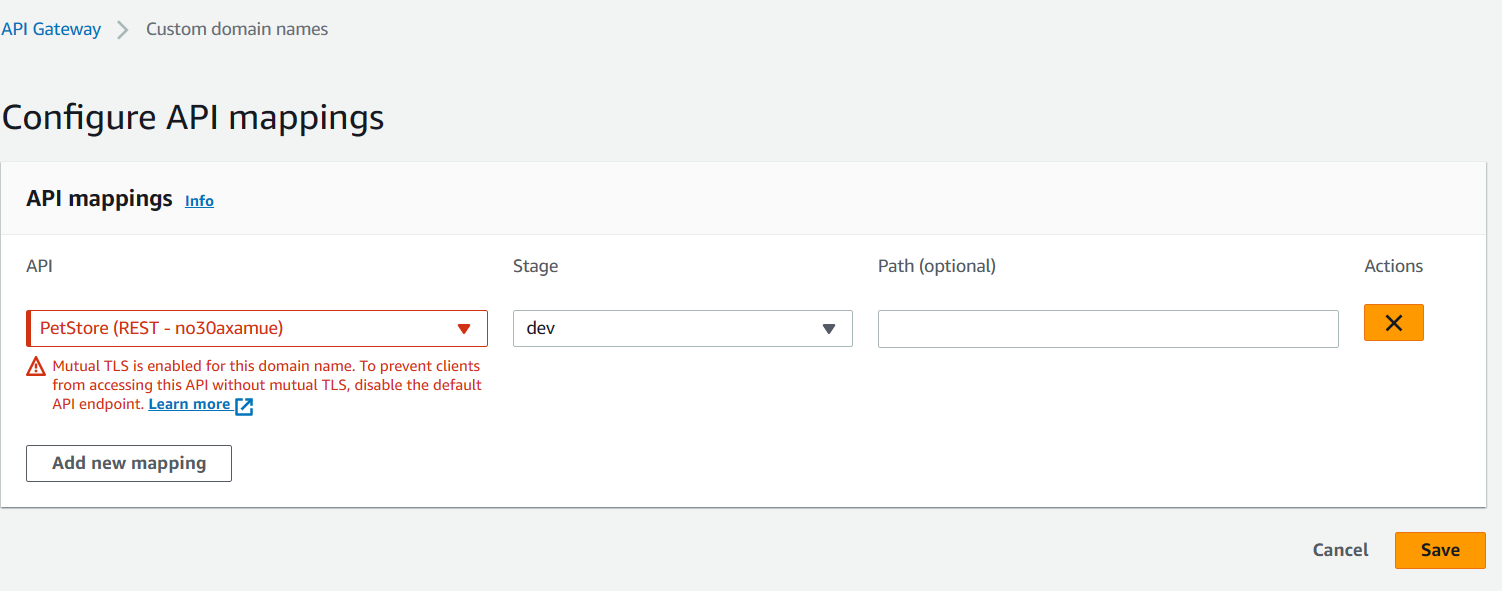 API Gateway > Custom domain names
Configure API mappings
API mappings Info
API Stage Path (optional) Actions
PetStore (REST - no30axamue) dev
Mutual TLS is enabled for this domain name. To prevent clients
from accessing this API without mutual TLS, disable the default
API endpoint. Learn more
Add new mapping
Cancel Save